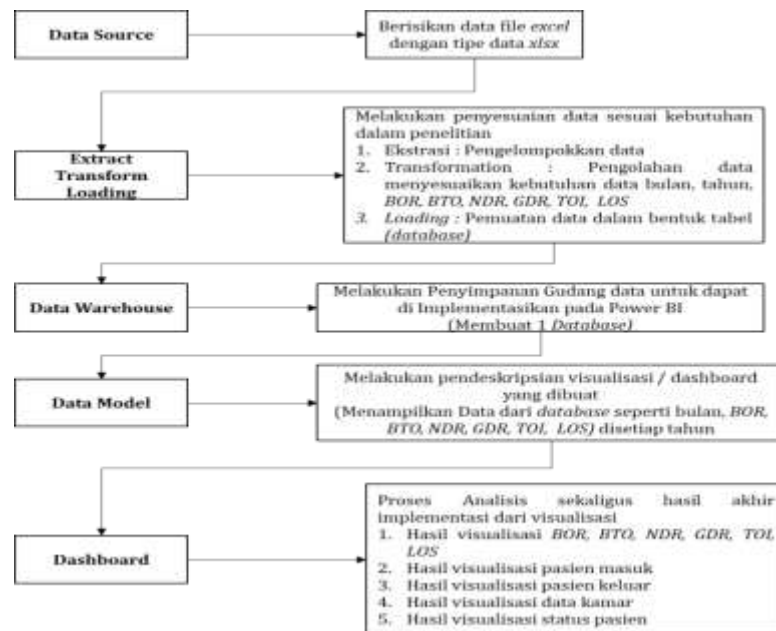 Data Source
Berisikan data file excel
dengan tipe data xlsx
Extract
Transform
Loading
Melakukan penyesuaian data sesuai kebutuhan
dalam penelitian
1. Ekstrasi : Pengelompokkan data
2. Transformation : Pengolahan data
menyesuaikan kebutuhan data bulan, tahun,
BOR, BTO, NDR, GDR, TOI, LOS
3. Loading : Pemuatan data dalam bentuk tabel
(database)
Data Warehouse
Melakukan Penyimpanan Gudang data untuk dapat
di Implementasikan pada Power BI
(Membuat 1 Database)
Data Model
Melakukan pendeskripsian visualisasi / dashboard
yang dibuat
(Menampilkan Data dari database seperti bulan, BOR,
BTO, NDR, GDR, TOI, LOS) disetiap tahun
Dashboard
Proses Analisis sekaligus hasil akhir
implementasi dari visualisasi
1. Hasil visualisasi BOR, BTO, NDR, GDR, TOI,
LOS
2. Hasil visualisasi pasien masuk
3. Hasil visualisasi pasien keluar
4. Hasil visualisasi data kamar
5. Hasil visualisasi status pasien